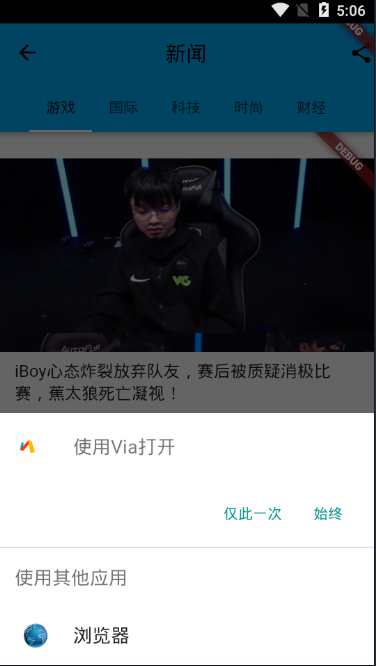 5:06
新闻
游戏 国际 科技 时尚 财经
DEBUG
VG
AutoFull
iBoy心态炸裂放弃队友，赛后被质疑消极比
赛，蕉太狼死亡凝视！
使用Via打开
仅此一次 始终
使用其他应用
浏览器